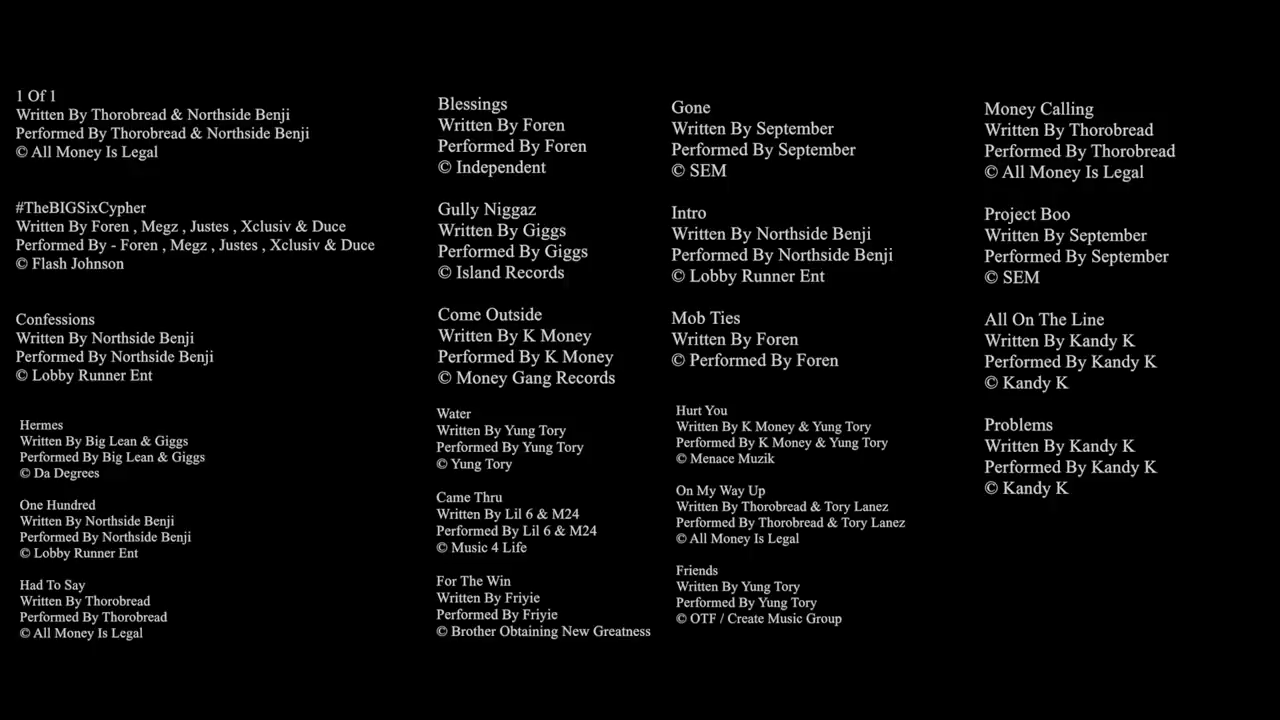 1 Of 1
Written By Thorobread & Northside Benji
Performed By Thorobread & Northside Benji
© All Money Is Legal
#TheBIGSixCypher
Written By Foren , Megz , Justes , Xclusiv & Duce
Performed By - Foren , Megz , Justes , Xclusiv & Duce
© Flash Johnson
Confessions
Written By Northside Benji
Performed By Northside Benji
© Lobby Runner Ent
Hermes
Written By Big Lean & Giggs
Performed By Big Lean & Giggs
© Da Degrees
One Hundred
Written By Northside Benji
Performed By Northside Benji
© Lobby Runner Ent
Had To Say
Written By Thorobread
Performed By Thorobread
© All Money Is Legal
Blessings
Written By Foren
Performed By Foren
© Independent
Gully Niggaz
Written By Giggs
Performed By Giggs
© Island Records
Come Outside
Written By K Money
Performed By K Money
© Money Gang Records
Water
Written By Yung Tory
Performed By Yung Tory
© Yung Tory
Came Thru
Written By Lil 6 & M24
Performed By Lil 6 & M24
© Music 4 Life
For The Win
Written By Friyie
Performed By Friyie
© Brother Obtaining New Greatness
Gone
Written By September
Performed By September
© SEM
Intro
Written By Northside Benji
Performed By Northside Benji
© Lobby Runner Ent
Mob Ties
Written By Foren
© Performed By Foren
Hurt You
Written By K Money & Yung Tory
Performed By K Money & Yung Tory
© Menace Muzik
On My Way Up
Written By Thorobread & Tory Lanez
Performed By Thorobread & Tory Lanez
© All Money Is Legal
Friends
Written By Yung Tory
Performed By Yung Tory
© OTF / Create Music Group
Money Calling
Written By Thorobread
Performed By Thorobread
© All Money Is Legal
Project Boo
Written By September
Performed By September
© SEM
All On The Line
Written By Kandy K
Performed By Kandy K
© Kandy K
Problems
Written By Kandy K
Performed By Kandy K
© Kandy K